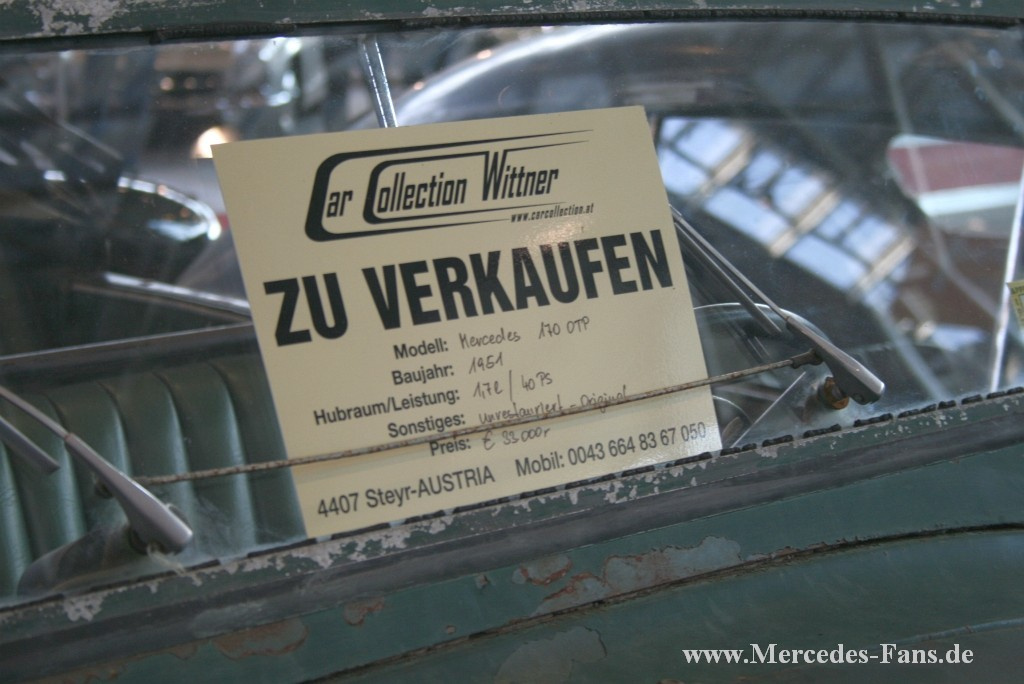 Car Collection Wittner
www.carcollection.at
ZU VERKAUFEN
Modell: Mercedes 170 OTP
Baujahr: 1951
Hubraum/Leistung: 1,7l / 40 PS
Sonstiges: unrestauriert - Original
Preis: € 33 000,-
4407 Steyr-AUSTRIA Mobil: 0043 664 83 67 050
www.Mercedes-Fans.de